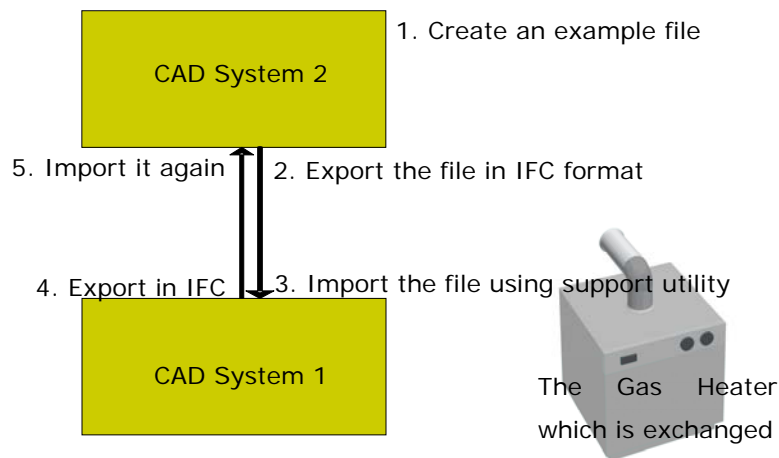 1. Create an example file
CAD System 2
5. Import it again
2. Export the file in IFC format
4. Export in IFC
3. Import the file using support utility
CAD System 1
The Gas Heater
which is exchanged